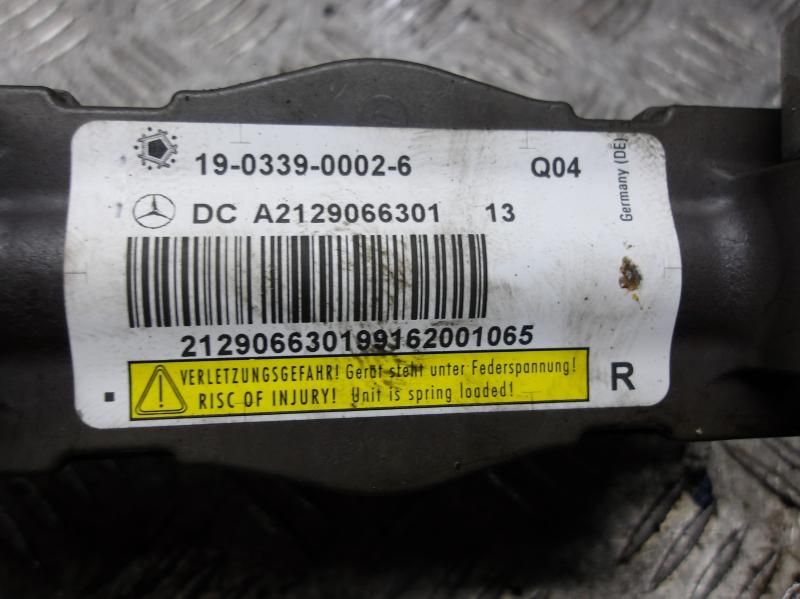 19-0339-0002-6 Q04
DC A2129066301 13
212906630199162001065
VERLETZUNGSGEFAHR! Gerät steht unter Federspannung!
RISC OF INJURY! Unit is spring loaded!
R
Germany (DE)